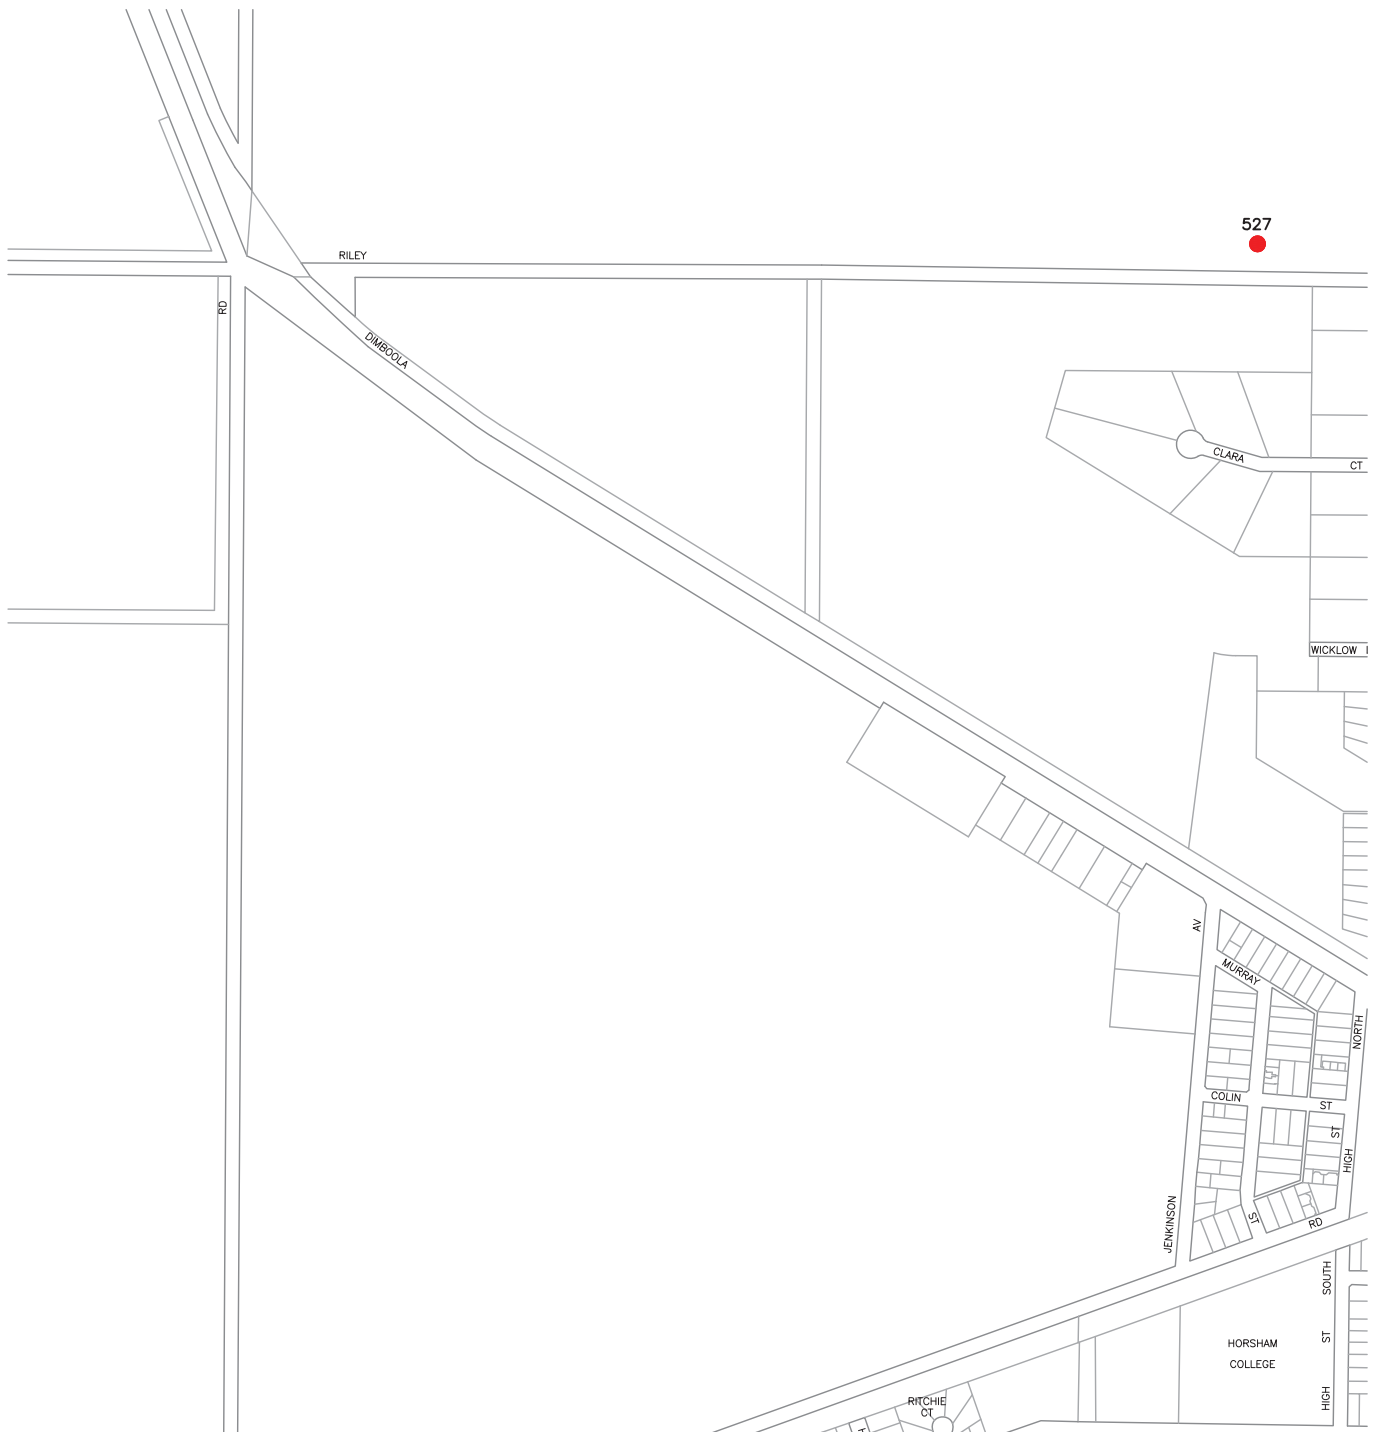 527
RILEY
RD
DIMBOOLA
CLARA
CT
WICKLOW
AV
MURRAY
NORTH
COLIN
ST
ST
HIGH
JENKINSON
ST
RD
SOUTH
ST
HIGH
HORSHAM
COLLEGE
RITCHIE
CT